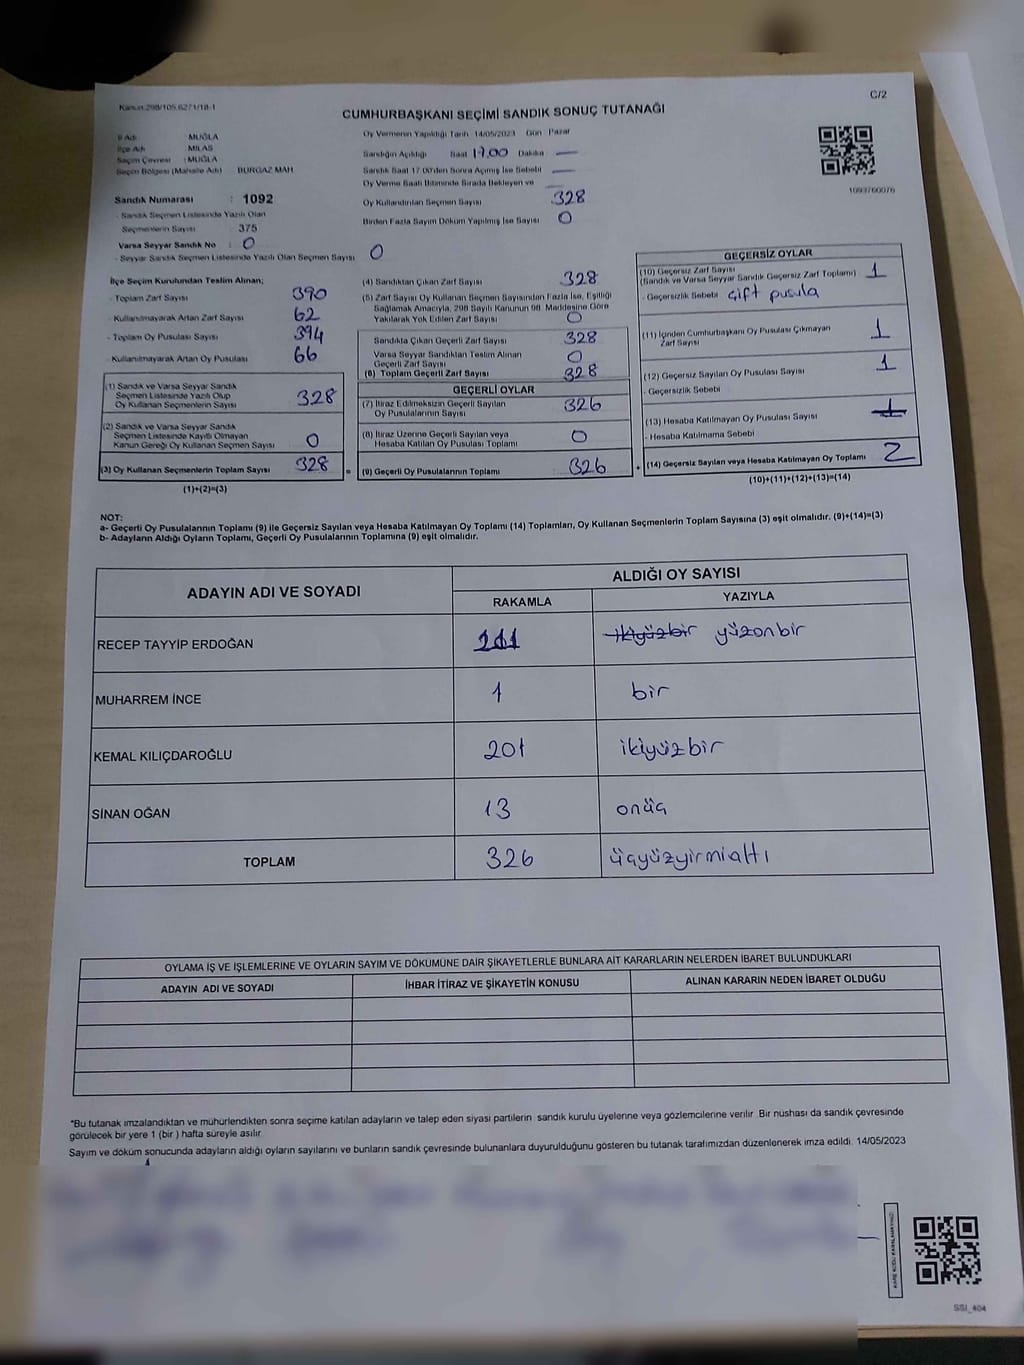 Kanun:298/105,6271/18-1
C/2
CUMHURBAŞKANI SEÇİMİ SANDIK SONUÇ TUTANAĞI
İl Adı : MUĞLA
İlçe Adı : MİLAS
Seçim Çevresi : MUĞLA
Seçim Bölgesi (Mahalle Adı) : BURGAZ MAH
Sandık Numarası : 1092
- Sandık Seçmen Listesinde Yazılı Olan
Seçmenlerin Sayısı 375
Varsa Seyyar Sandık No : 0
- Seyyar Sandık Seçmen Listesinde Yazılı Olan Seçmen Sayısı 0
Oy Vermenin Yapıldığı Tarih 14/05/2023 Gün : Pazar
Sandığın Açıldığı Saat 17.00 Dakika —
Sandık Saat 17.00'den Sonra Açımış İse Sebebi —
Oy Verme Saati Bitiminde Sırada Bekleyen ve —
Oy Kullandırılan Seçmen Sayısı 328
Birden Fazla Sayım Döküm Yapılmış İse Sayısı 0
1093760076
İlçe Seçim Kurulundan Teslim Alınan;
- Toplam Zarf Sayısı 390
- Kullanılmayarak Artan Zarf Sayısı 62
- Toplam Oy Pusulası Sayısı 394
- Kullanılmayarak Artan Oy Pusulası 66
(1) Sandık ve Varsa Seyyar Sandık
Seçmen Listesinde Yazılı Olup
Oy Kullanan Seçmenlerin Sayısı 328
(2) Sandık ve Varsa Seyyar Sandık
Seçmen Listesinde Kayıtlı Olmayan
Kanun Gereği Oy Kullanan Seçmen Sayısı 0
(3) Oy Kullanan Seçmenlerin Toplam Sayısı 328
(1)+(2)=(3)
(4) Sandıktan Çıkan Zarf Sayısı 328
(5) Zarf Sayısı Oy Kullanan Seçmen Sayısından Fazla İse, Eşitliği
Sağlamak Amacıyla, 298 Sayılı Kanunun 98. Maddesine Göre
Yakılarak Yok Edilen Zarf Sayısı 0
Sandıkta Çıkan Geçerli Zarf Sayısı 328
Varsa Seyyar Sandıktan Teslim Alınan
Geçerli Zarf Sayısı 0
(6) Toplam Geçerli Zarf Sayısı 328
GEÇERLİ OYLAR
(7) İtiraz Edilmeksizin Geçerli Sayılan
Oy Pusulalarının Sayısı 326
(8) İtiraz Üzerine Geçerli Sayılan veya
Hesaba Katılan Oy Pusulası Sayısı 0
= (9) Geçerli Oy Pusulalarının Toplamı 326
GEÇERSİZ OYLAR
(10) Geçersiz Zarf Sayısı
(Sandık ve Varsa Seyyar Sandık Geçersiz Zarf Toplamı) 1
- Geçersizlik Sebebi çift pusula
(11) İçinden Cumhurbaşkanı Oy Pusulası Çıkmayan
Zarf Sayısı 1
(12) Geçersiz Sayılan Oy Pusulası Sayısı 1
- Geçersizlik Sebebi
(13) Hesaba Katılmayan Oy Pusulası Sayısı 1
- Hesaba Katılmama Sebebi
+ (14) Geçersiz Sayılan veya Hesaba Katılmayan Oy Toplamı 2
(10)+(11)+(12)+(13)=(14)
NOT:
a- Geçerli Oy Pusulalarının Toplamı (9) ile Geçersiz Sayılan veya Hesaba Katılmayan Oy Toplamı (14) Toplamları, Oy Kullanan Seçmenlerin Toplam Sayısına (3) eşit olmalıdır. (9)+(14)=(3)
b- Adayların Aldığı Oyların Toplamı, Geçerli Oy Pusulalarının Toplamına (9) eşit olmalıdır.
ADAYIN ADI VE SOYADI
ALDIĞI OY SAYISI
RAKAMLA YAZIYLA
RECEP TAYYİP ERDOĞAN 111 ikiyüzbir yüzonbir
MUHARREM İNCE 1 bir
KEMAL KILIÇDAROĞLU 201 ikiyüzbir
SİNAN OĞAN 13 onüç
TOPLAM 326 üçyüzyirmialtı
OYLAMA İŞ VE İŞLEMLERİNE VE OYLARIN SAYIM VE DÖKÜMÜNE DAİR ŞİKAYETLERLE BUNLARA AİT KARARLARIN NELERDEN İBARET BULUNDUKLARI
ADAYIN ADI VE SOYADI İHBAR İTİRAZ VE ŞİKAYETİN KONUSU ALINAN KARARIN NEDEN İBARET OLDUĞU
*Bu tutanak imzalandıktan ve mühürlendikten sonra seçime katılan adayların ve talep eden siyasi partilerin sandık kurulu üyelerine veya gözlemcilerine verilir. Bir nüshası da sandık çevresinde
görülecek bir yere 1 (bir ) hafta süreyle asılır.
Sayım ve döküm sonucunda adayların aldığı oyların sayılarını ve bunların sandık çevresinde bulunanlara duyurulduğunu gösteren bu tutanak tarafımızdan düzenlenerek imza edildi. 14/05/2023
SSI_404